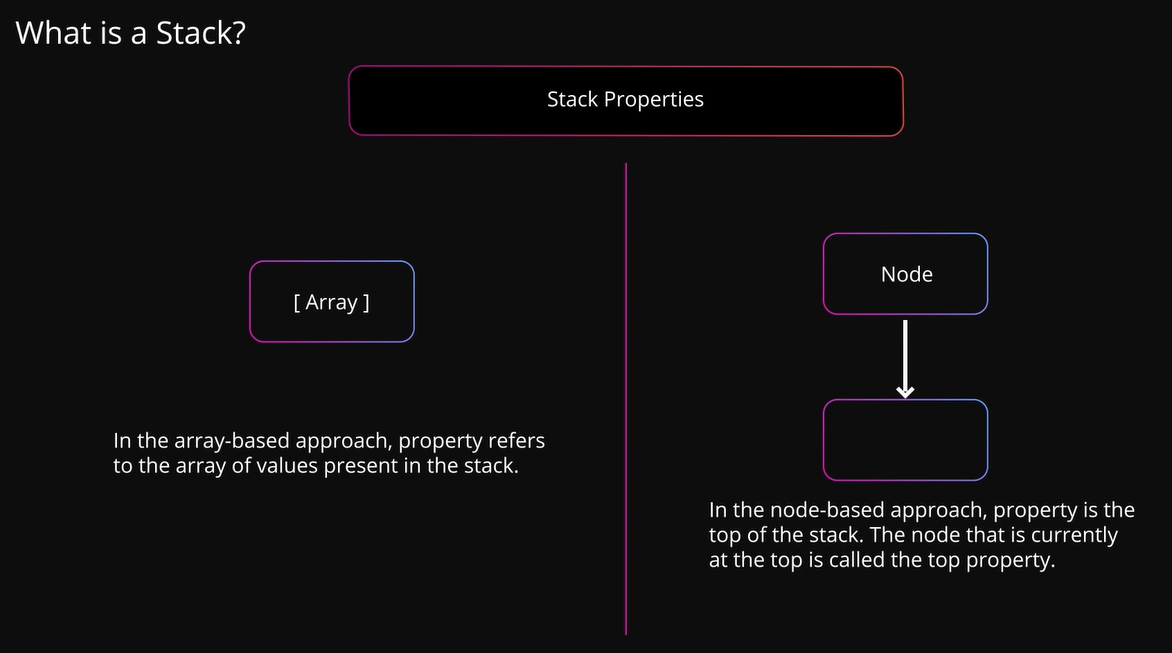 What is a Stack?
Stack Properties
[ Array ]
In the array-based approach, property refers
to the array of values present in the stack.
Node
In the node-based approach, property is the
top of the stack. The node that is currently
at the top is called the top property.